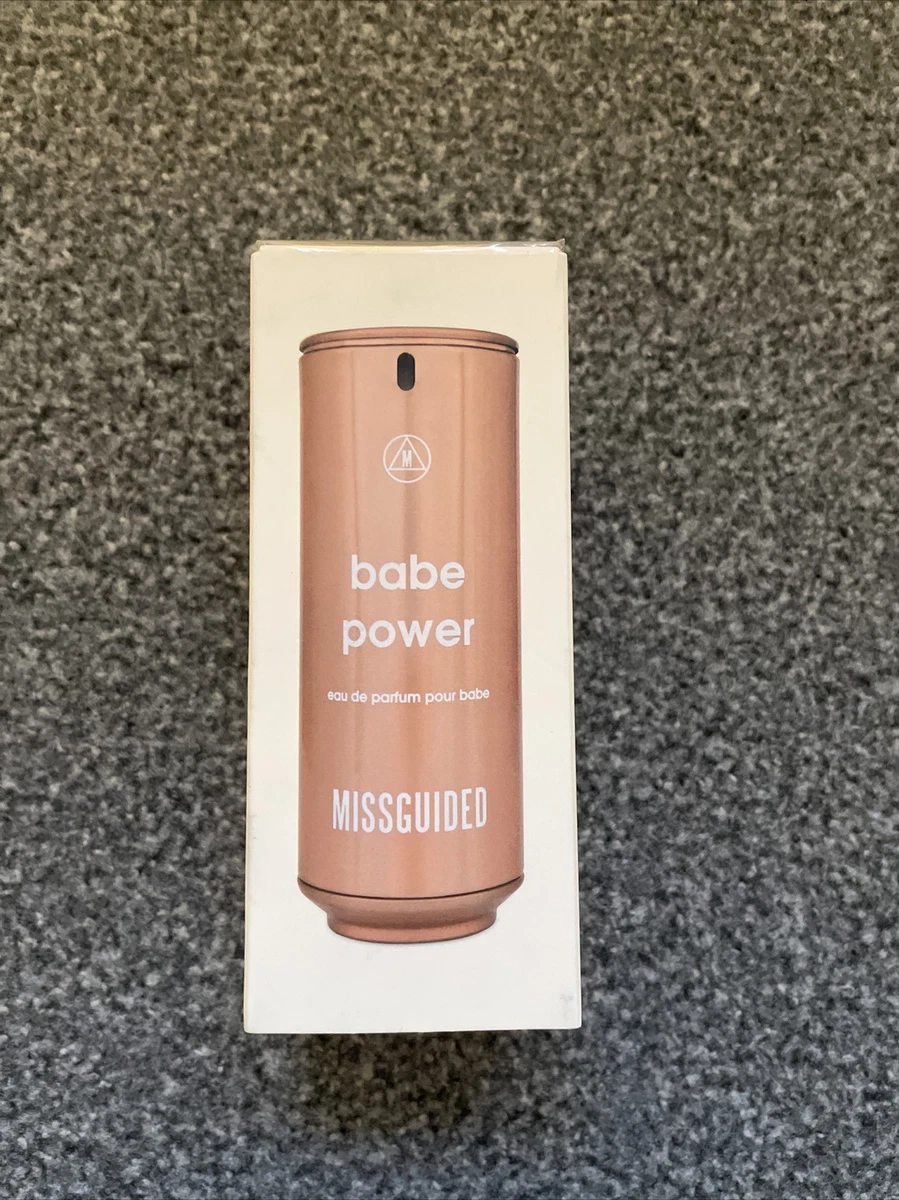 M
babe
power
eau de parfum pour babe
MISSGUIDED